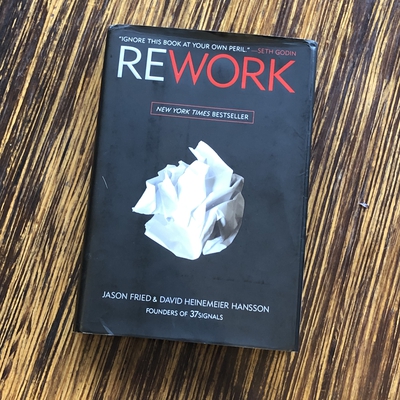 "IGNORE THIS BOOK AT YOUR OWN PERIL." —SETH GODIN
REWORK
NEW YORK TIMES BESTSELLER
JASON FRIED & DAVID HEINEMEIER HANSSON
FOUNDERS OF 37SIGNALS